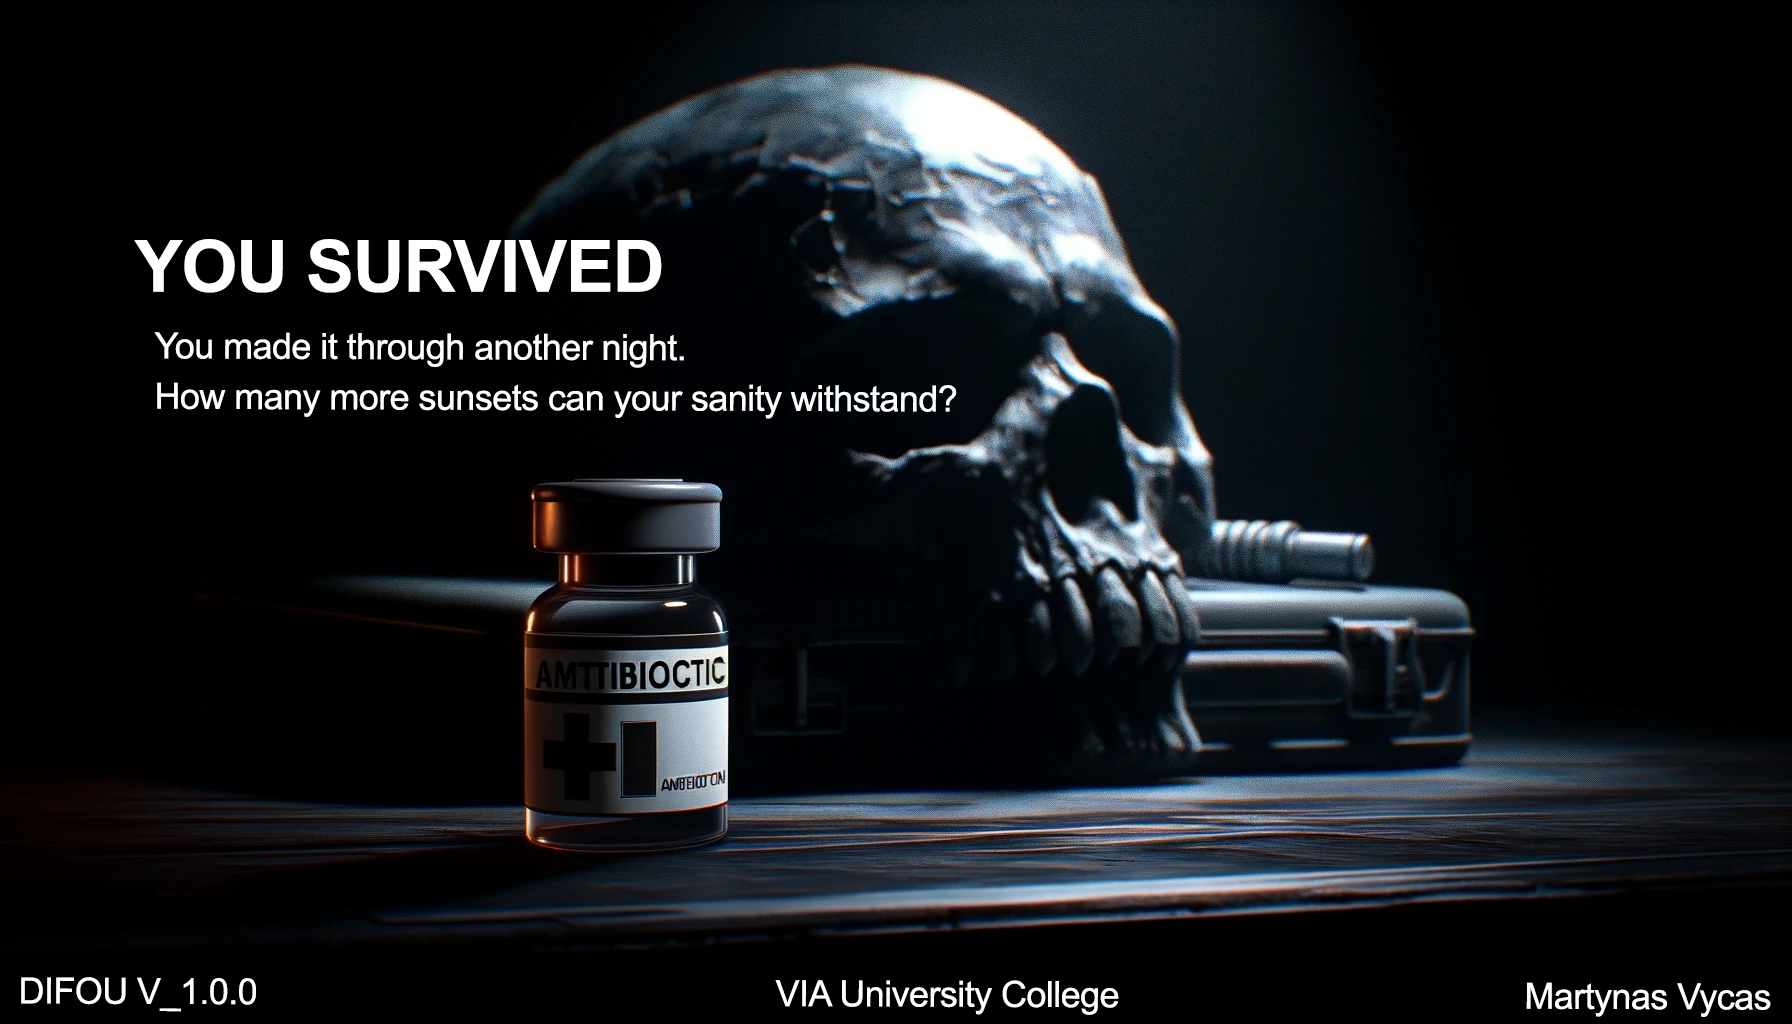 YOU SURVIVED
You made it through another night.
How many more sunsets can your sanity withstand?
AMTTIBIOCTIC
DIFOU V_1.0.0
VIA University College
Martynas Vycas